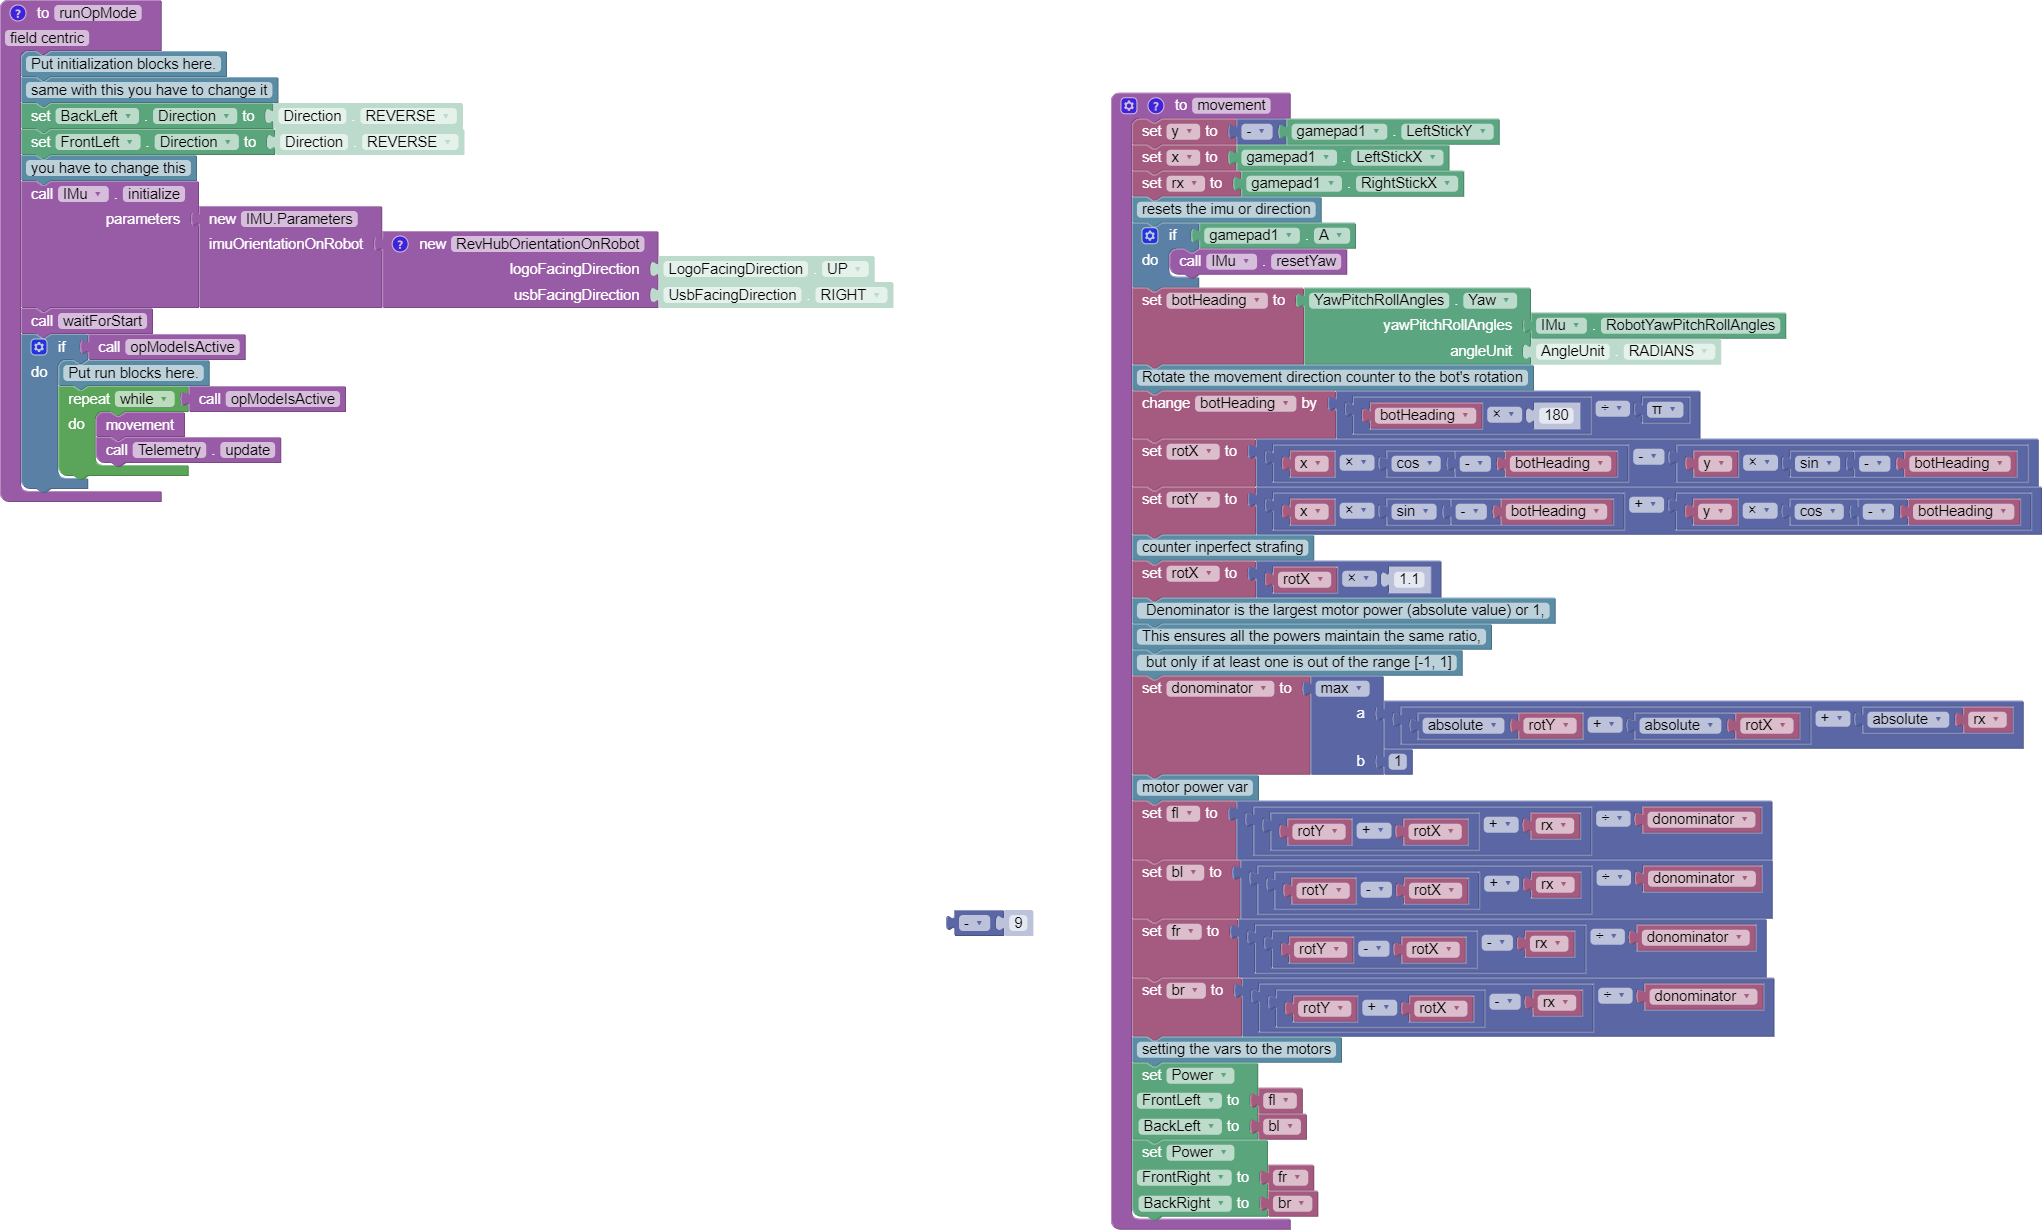 ? to runOpMode
field centric
Put initialization blocks here.
same with this you have to change it
set BackLeft . Direction to Direction . REVERSE
set FrontLeft . Direction to Direction . REVERSE
you have to change this
call IMu . initialize
parameters new IMU.Parameters
imuOrientationOnRobot ? new RevHubOrientationOnRobot
logoFacingDirection LogoFacingDirection . UP
usbFacingDirection UsbFacingDirection . RIGHT
call waitForStart
if call opModeIsActive
do Put run blocks here.
repeat while call opModeIsActive
do movement
call Telemetry . update
- 9
? to movement
set y to - gamepad1 . LeftStickY
set x to gamepad1 . LeftStickX
set rx to gamepad1 . RightStickX
resets the imu or direction
if gamepad1 . A
do call IMu . resetYaw
set botHeading to YawPitchRollAngles . Yaw
yawPitchRollAngles IMu . RobotYawPitchRollAngles
angleUnit AngleUnit . RADIANS
Rotate the movement direction counter to the bot's rotation
change botHeading by botHeading × 180 ÷ π
set rotX to x × cos - botHeading - y × sin - botHeading
set rotY to x × sin - botHeading + y × cos - botHeading
counter inperfect strafing
set rotX to rotX × 1.1
Denominator is the largest motor power (absolute value) or 1,
This ensures all the powers maintain the same ratio,
but only if at least one is out of the range [-1, 1]
set donominator to max
a absolute rotY + absolute rotX + absolute rx
b 1
motor power var
set fl to rotY + rotX + rx ÷ donominator
set bl to rotY - rotX + rx ÷ donominator
set fr to rotY - rotX - rx ÷ donominator
set br to rotY + rotX - rx ÷ donominator
setting the vars to the motors
set Power
FrontLeft to fl
BackLeft to bl
set Power
FrontRight to fr
BackRight to br